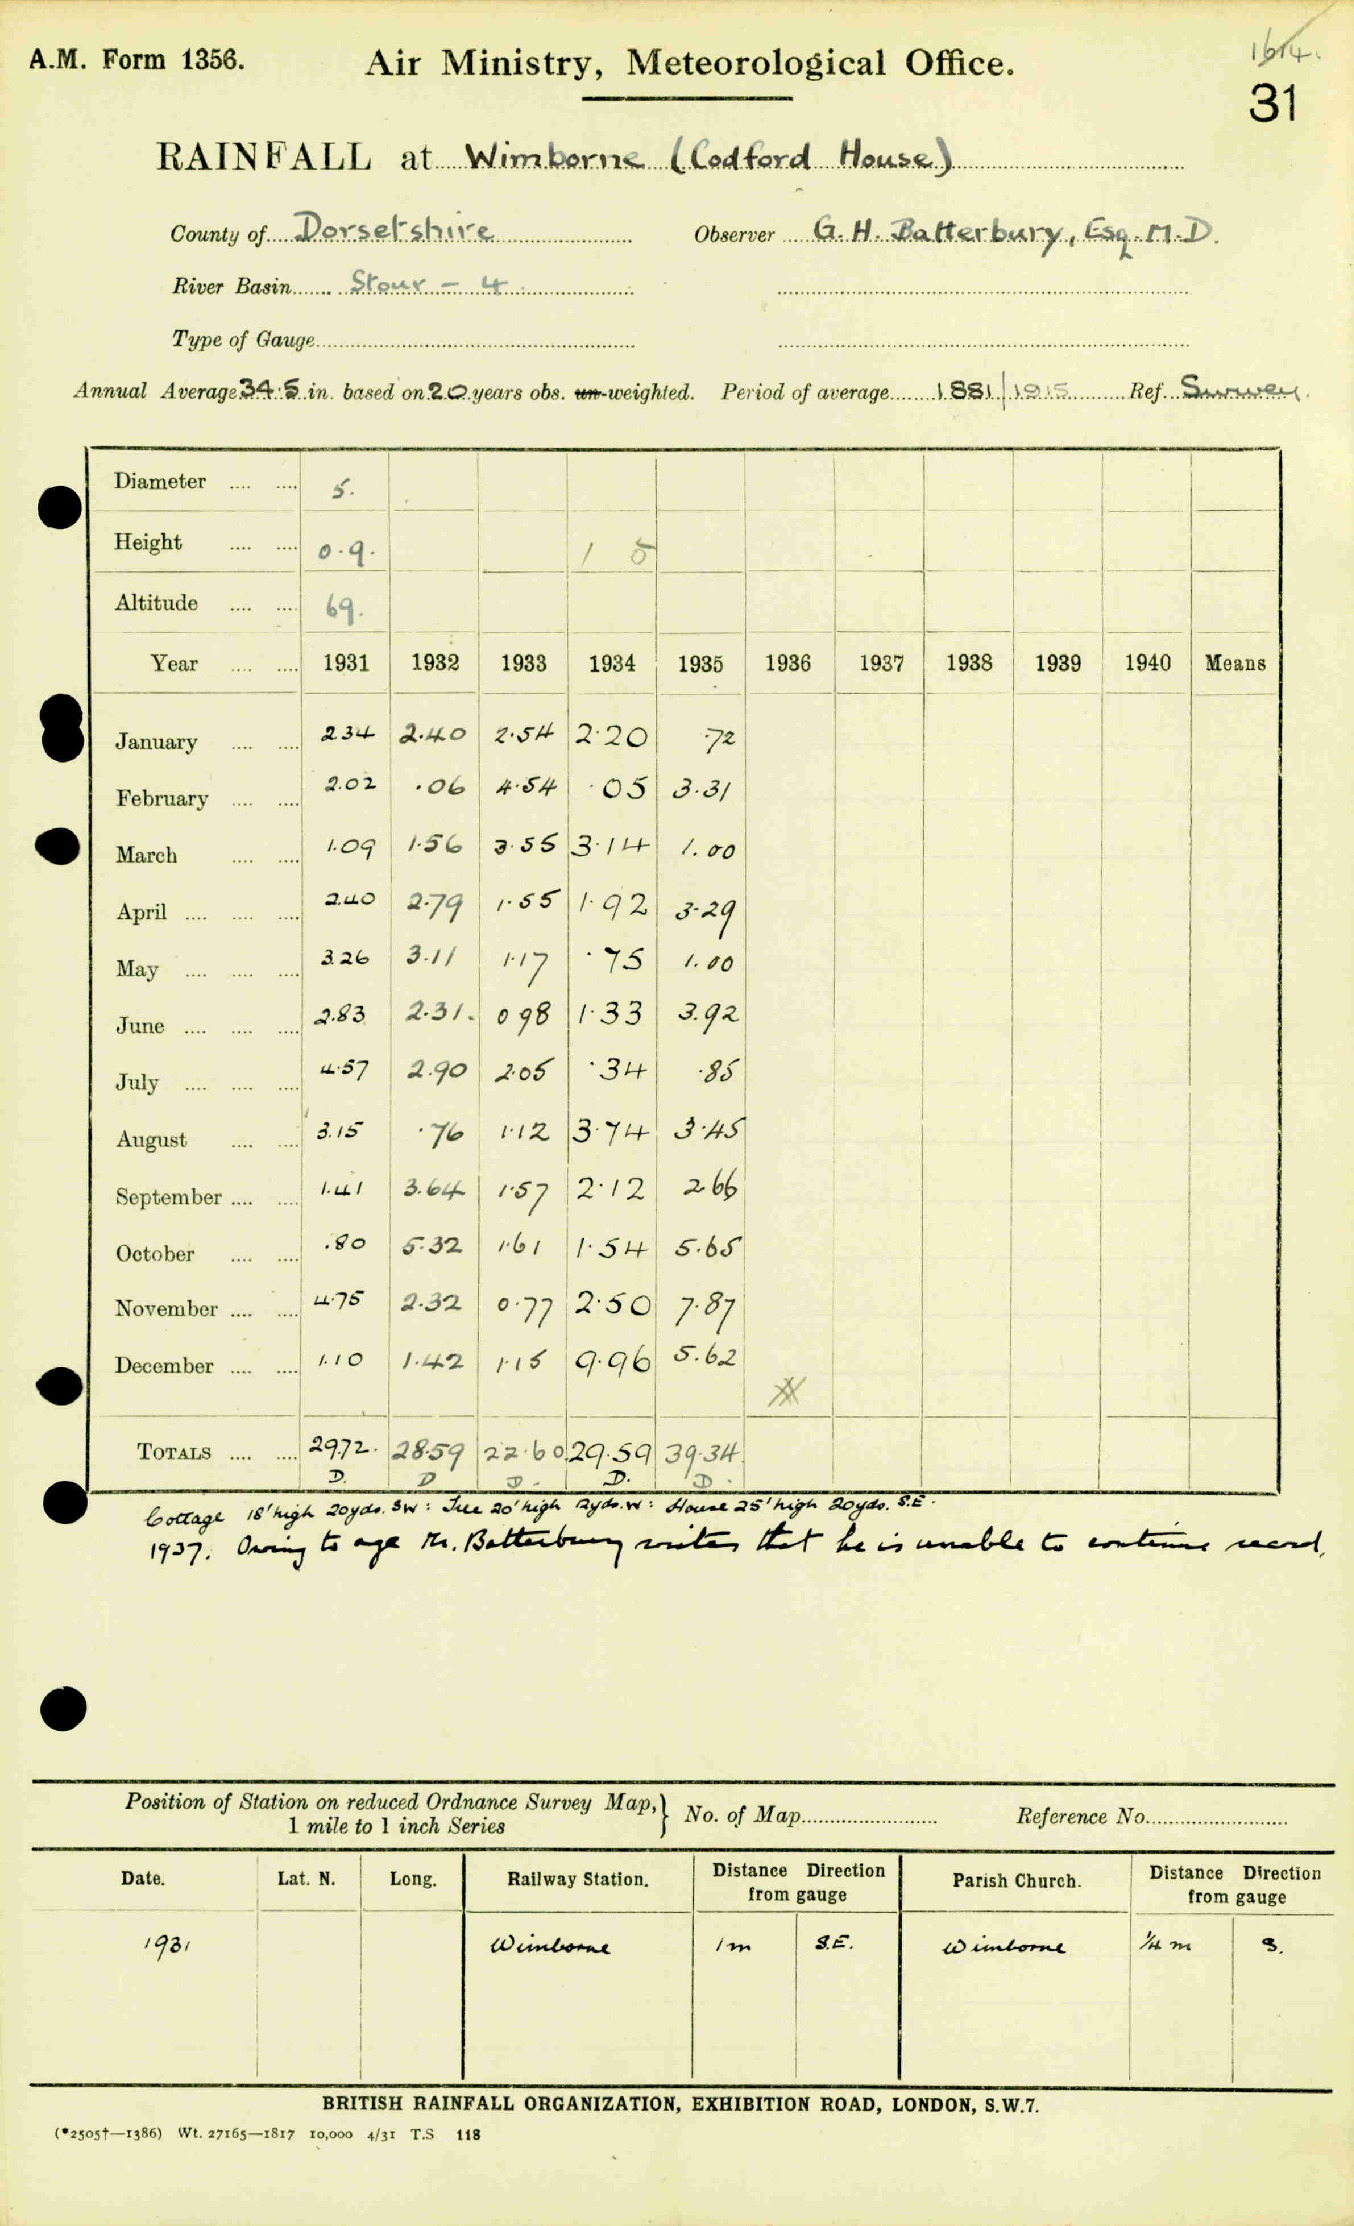 A.M. Form 1356.
Air Ministry, Meteorological Office.
1614.
31
RAINFALL at Wimborne (Codford House)
County of Dorsetshire Observer G. H. Batterbury, Esq. M.D.
River Basin Stour - 4
Type of Gauge
Annual Average 34.5 in. based on 20 years obs. un-weighted. Period of average 1881/1915 Ref. Survey.
Diameter 5.
Height 0.9. 1 5
Altitude 69.
Year 1931 1932 1933 1934 1935 1936 1937 1938 1939 1940 Means
January 2.34 2.40 2.54 2.20 .72
February 2.02 .06 4.54 .05 3.31
March 1.09 1.56 3.55 3.14 1.00
April 2.40 2.79 1.55 1.92 3.29
May 3.26 3.11 1.17 .75 1.00
June 2.83 2.31. 0 98 1.33 3.92
July 4.57 2.90 2.05 .34 .85
August 3.15 .76 1.12 3.74 3.45
September 1.41 3.64 1.57 2.12 2 66
October .80 5.32 1.61 1.54 5.65
November 4.75 2.32 0.77 2.50 7.87
December 1.10 1.42 1.15 9.96 5.62
TOTALS 29.72. 28.59 22.60 29.59 39.34
D. D D. D. D.
Cottage 18' high 20yds. SW: Tree 20' high 12yds. W: House 25' high 20yds. S.E.
1937. Owing to age Mr. Batterbury writes that he is unable to continue record.
Position of Station on reduced Ordnance Survey Map, 1 mile to 1 inch Series } No. of Map Reference No.
Date. Lat. N. Long. Railway Station. Distance Direction from gauge Parish Church. Distance Direction from gauge
1931 Wimborne 1 m S.E. Wimborne 1/4 m S.
BRITISH RAINFALL ORGANIZATION, EXHIBITION ROAD, LONDON, S.W.7.
(*2505†—1386) Wt. 27165—1817 10,000 4/31 T.S 118